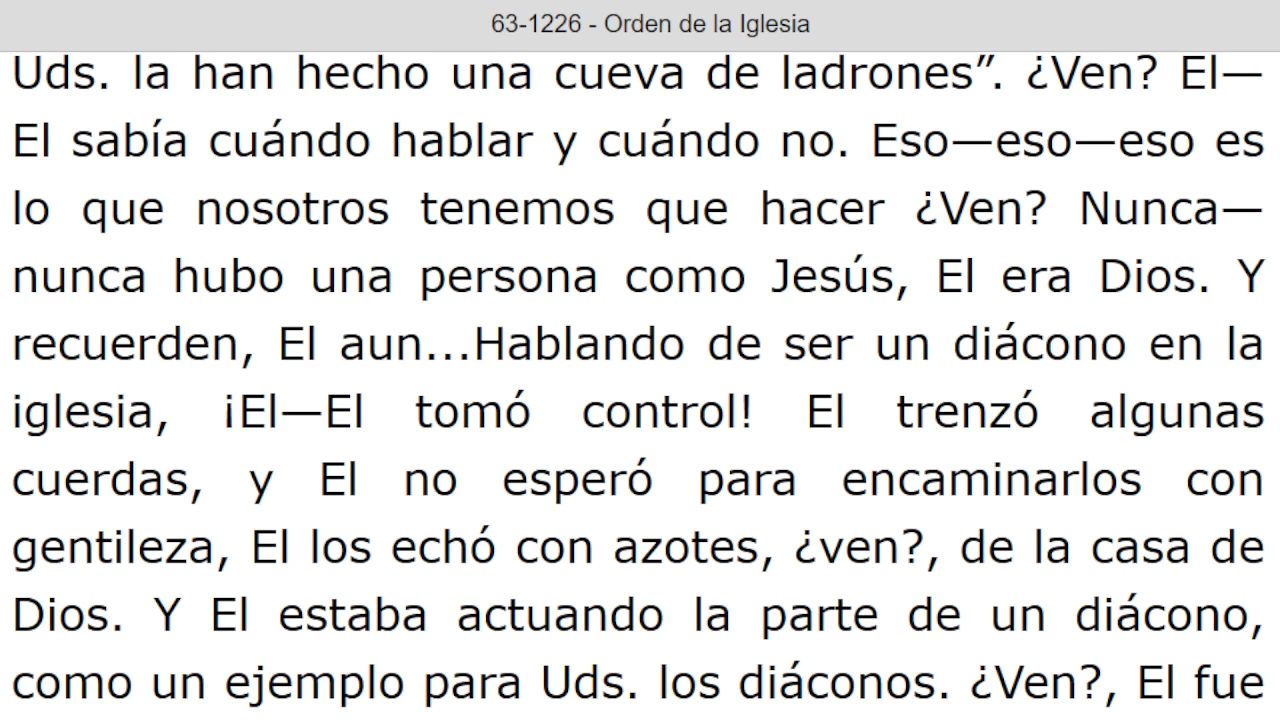 63-1226 - Orden de la Iglesia
Uds. la han hecho una cueva de ladrones”. ¿Ven? El—
El sabía cuándo hablar y cuándo no. Eso—eso—eso es
lo que nosotros tenemos que hacer ¿Ven? Nunca—
nunca hubo una persona como Jesús, El era Dios. Y
recuerden, El aun...Hablando de ser un diácono en la
iglesia, ¡El—El tomó control! El trenzó algunas
cuerdas, y El no esperó para encaminarlos con
gentileza, El los echó con azotes, ¿ven?, de la casa de
Dios. Y El estaba actuando la parte de un diácono,
como un ejemplo para Uds. los diáconos. ¿Ven?, El fue